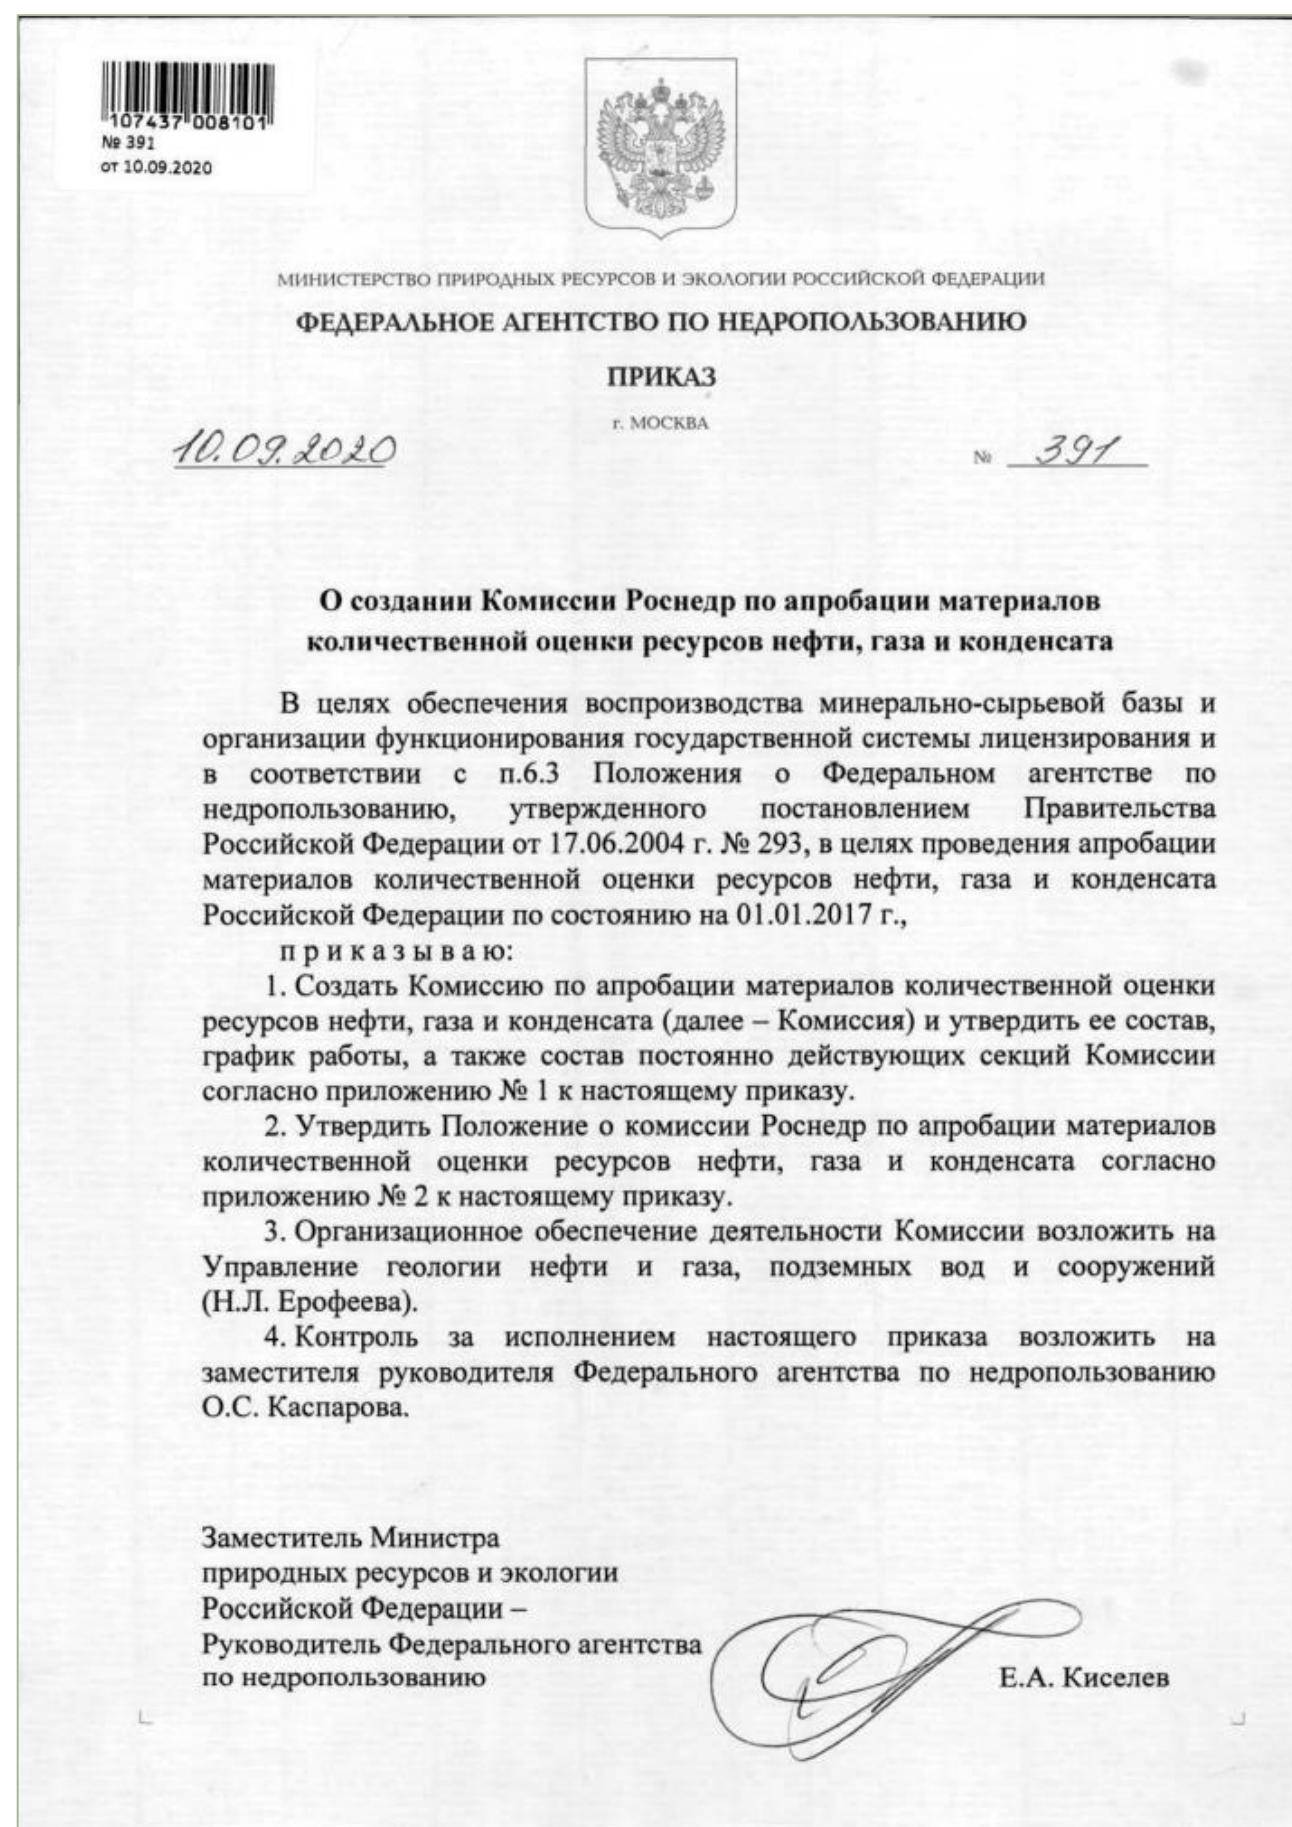 107437 008101
№ 391
от 10.09.2020
МИНИСТЕРСТВО ПРИРОДНЫХ РЕСУРСОВ И ЭКОЛОГИИ РОССИЙСКОЙ ФЕДЕРАЦИИ
ФЕДЕРАЛЬНОЕ АГЕНТСТВО ПО НЕДРОПОЛЬЗОВАНИЮ
ПРИКАЗ
г. МОСКВА
10.09.2020
№ 391
О создании Комиссии Роснедр по апробации материалов
количественной оценки ресурсов нефти, газа и конденсата
В целях обеспечения воспроизводства минерально-сырьевой базы и
организации функционирования государственной системы лицензирования и
в соответствии с п.6.3 Положения о Федеральном агентстве по
недропользованию, утвержденного постановлением Правительства
Российской Федерации от 17.06.2004 г. № 293, в целях проведения апробации
материалов количественной оценки ресурсов нефти, газа и конденсата
Российской Федерации по состоянию на 01.01.2017 г.,
п р и к а з ы в а ю:
1. Создать Комиссию по апробации материалов количественной оценки
ресурсов нефти, газа и конденсата (далее – Комиссия) и утвердить ее состав,
график работы, а также состав постоянно действующих секций Комиссии
согласно приложению № 1 к настоящему приказу.
2. Утвердить Положение о комиссии Роснедр по апробации материалов
количественной оценки ресурсов нефти, газа и конденсата согласно
приложению № 2 к настоящему приказу.
3. Организационное обеспечение деятельности Комиссии возложить на
Управление геологии нефти и газа, подземных вод и сооружений
(Н.Л. Ерофеева).
4. Контроль за исполнением настоящего приказа возложить на
заместителя руководителя Федерального агентства по недропользованию
О.С. Каспарова.
Заместитель Министра
природных ресурсов и экологии
Российской Федерации –
Руководитель Федерального агентства
по недропользованию
Е.А. Киселев